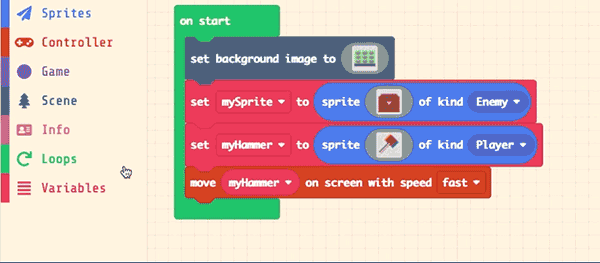 Sprites
Controller
Game
Scene
Info
Loops
Variables
on start
set background image to
set mySprite to sprite of kind Enemy
set myHammer to sprite of kind Player
move myHammer on screen with speed fast